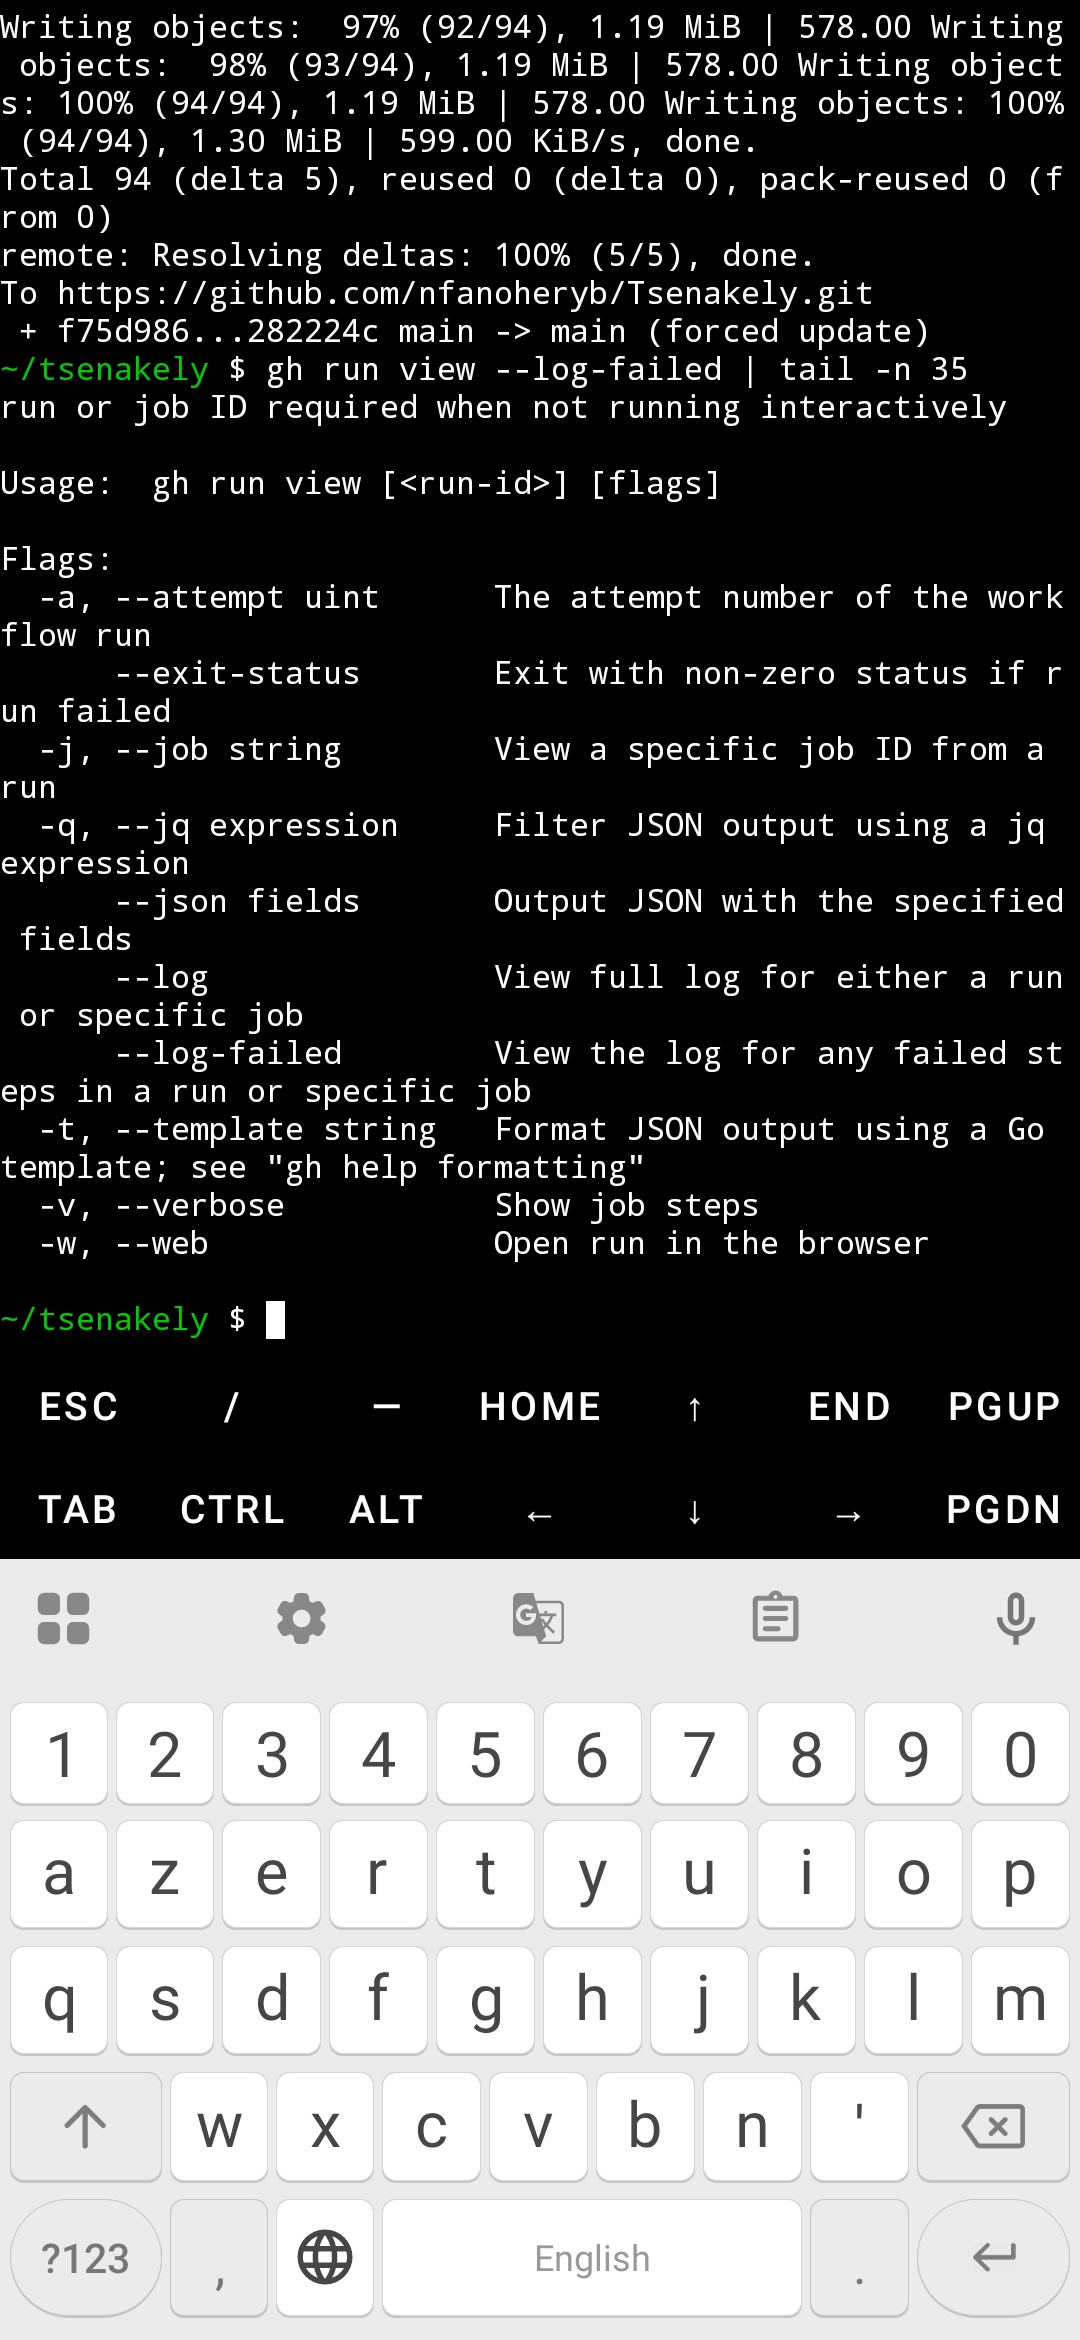 Writing objects:  97% (92/94), 1.19 MiB | 578.00 Writing
 objects:  98% (93/94), 1.19 MiB | 578.00 Writing object
s: 100% (94/94), 1.19 MiB | 578.00 Writing objects: 100%
 (94/94), 1.30 MiB | 599.00 KiB/s, done.
Total 94 (delta 5), reused 0 (delta 0), pack-reused 0 (f
rom 0)
remote: Resolving deltas: 100% (5/5), done.
To https://github.com/nfanoheryb/Tsenakely.git
 + f75d986...282224c main -> main (forced update)
~/tsenakely $ gh run view --log-failed | tail -n 35
run or job ID required when not running interactively

Usage:  gh run view [<run-id>] [flags]

Flags:
  -a, --attempt uint      The attempt number of the work
flow run
      --exit-status       Exit with non-zero status if r
un failed
  -j, --job string        View a specific job ID from a
run
  -q, --jq expression     Filter JSON output using a jq
expression
      --json fields       Output JSON with the specified
 fields
      --log               View full log for either a run
 or specific job
      --log-failed        View the log for any failed st
eps in a run or specific job
  -t, --template string   Format JSON output using a Go
template; see "gh help formatting"
  -v, --verbose           Show job steps
  -w, --web               Open run in the browser

~/tsenakely $
ESC / — HOME ↑ END PGUP
TAB CTRL ALT ← ↓ → PGDN
1 2 3 4 5 6 7 8 9 0
a z e r t y u i o p
q s d f g h j k l m
w x c v b n '
?123 , English .